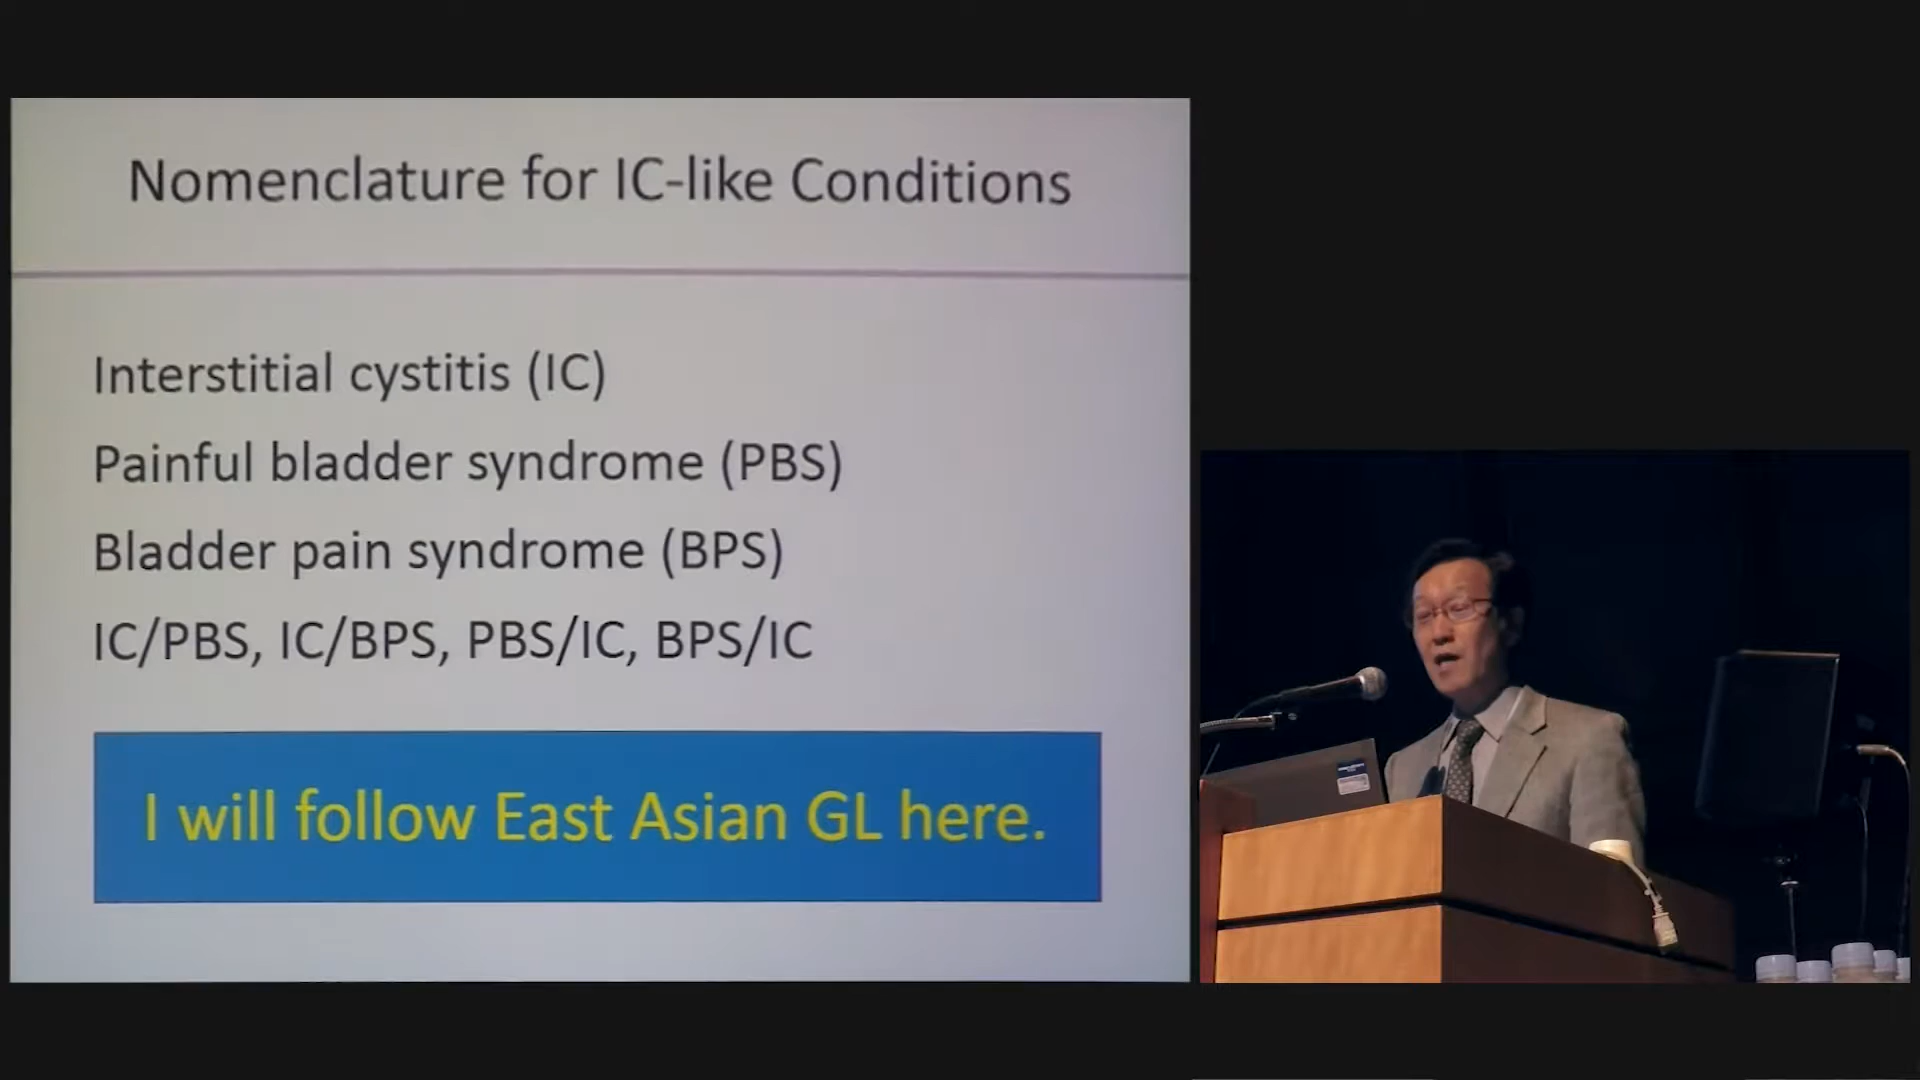 Nomenclature for IC-like Conditions
Interstitial cystitis (IC)
Painful bladder syndrome (PBS)
Bladder pain syndrome (BPS)
IC/PBS, IC/BPS, PBS/IC, BPS/IC
I will follow East Asian GL here.